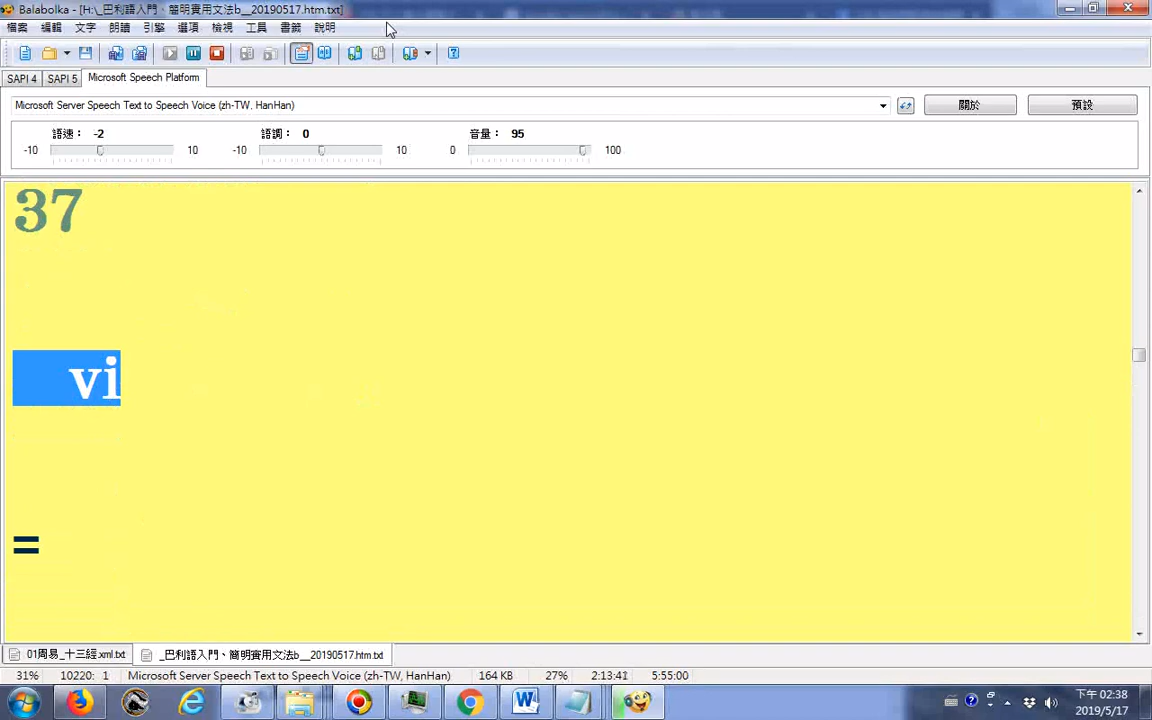 Balabolka - [H:\_巴利語入門、簡明實用文法b__20190517.htm.txt]
檔案 編輯 文字 朗讀 引擎 選項 檢視 工具 書籤 說明
SAPI 4 SAPI 5 Microsoft Speech Platform
Microsoft Server Speech Text to Speech Voice (zh-TW, HanHan) 關於 預設
語速： -2 語調： 0 音量： 95
-10 10 -10 10 0 100
37
vi
=
01周易_十三經.xml.txt _巴利語入門、簡明實用文法b__20190517.htm.txt
31% 10220: 1 Microsoft Server Speech Text to Speech Voice (zh-TW, HanHan) 164 KB 27% 2:13:41 5:55:00
下午 02:38
2019/5/17